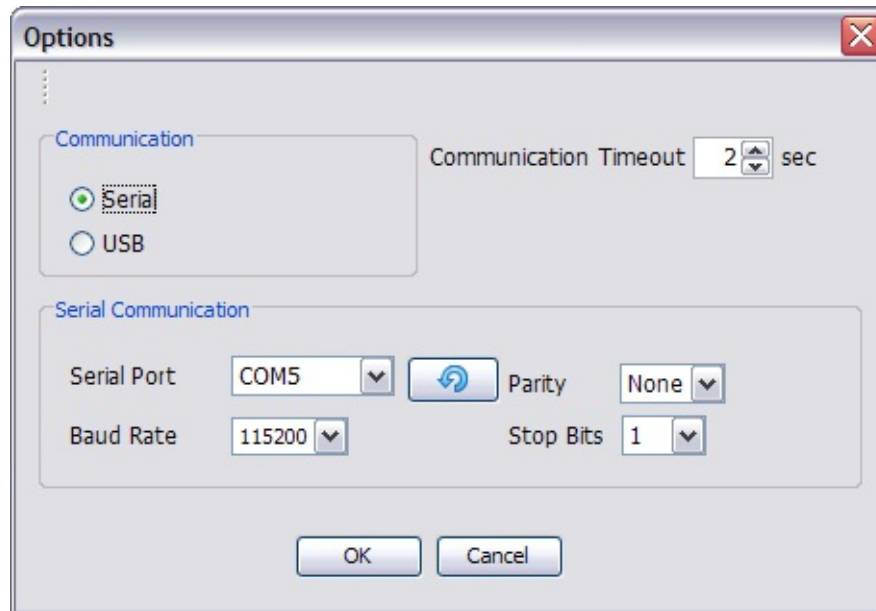 Options
Communication
Communication Timeout 2 sec
Serial
USB
Serial Communication
Serial Port COM5 Parity None
Baud Rate 115200 Stop Bits 1
OK Cancel